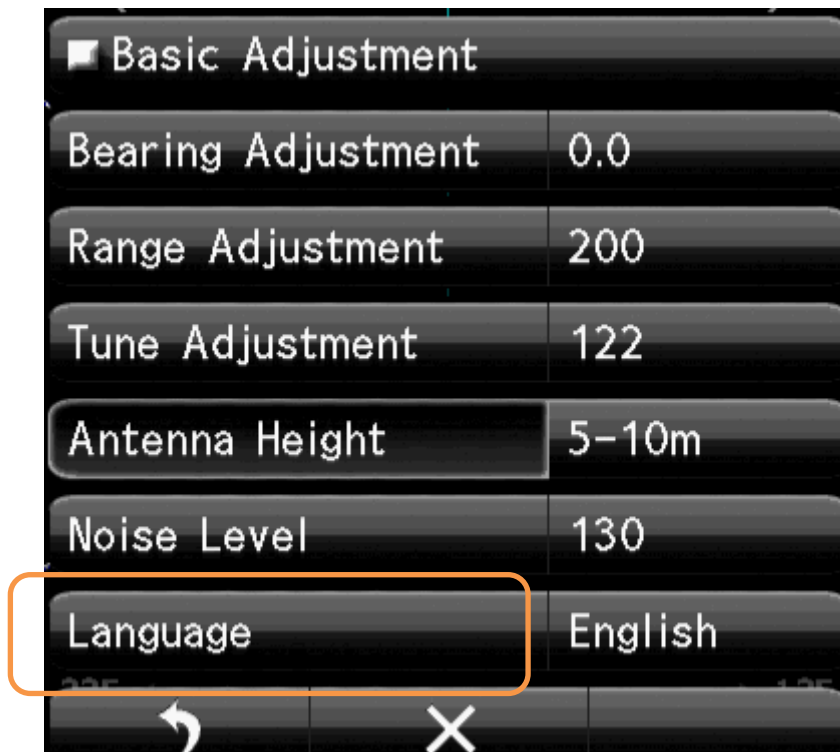 Basic Adjustment
Bearing Adjustment 0.0
Range Adjustment 200
Tune Adjustment 122
Antenna Height 5-10m
Noise Level 130
Language English